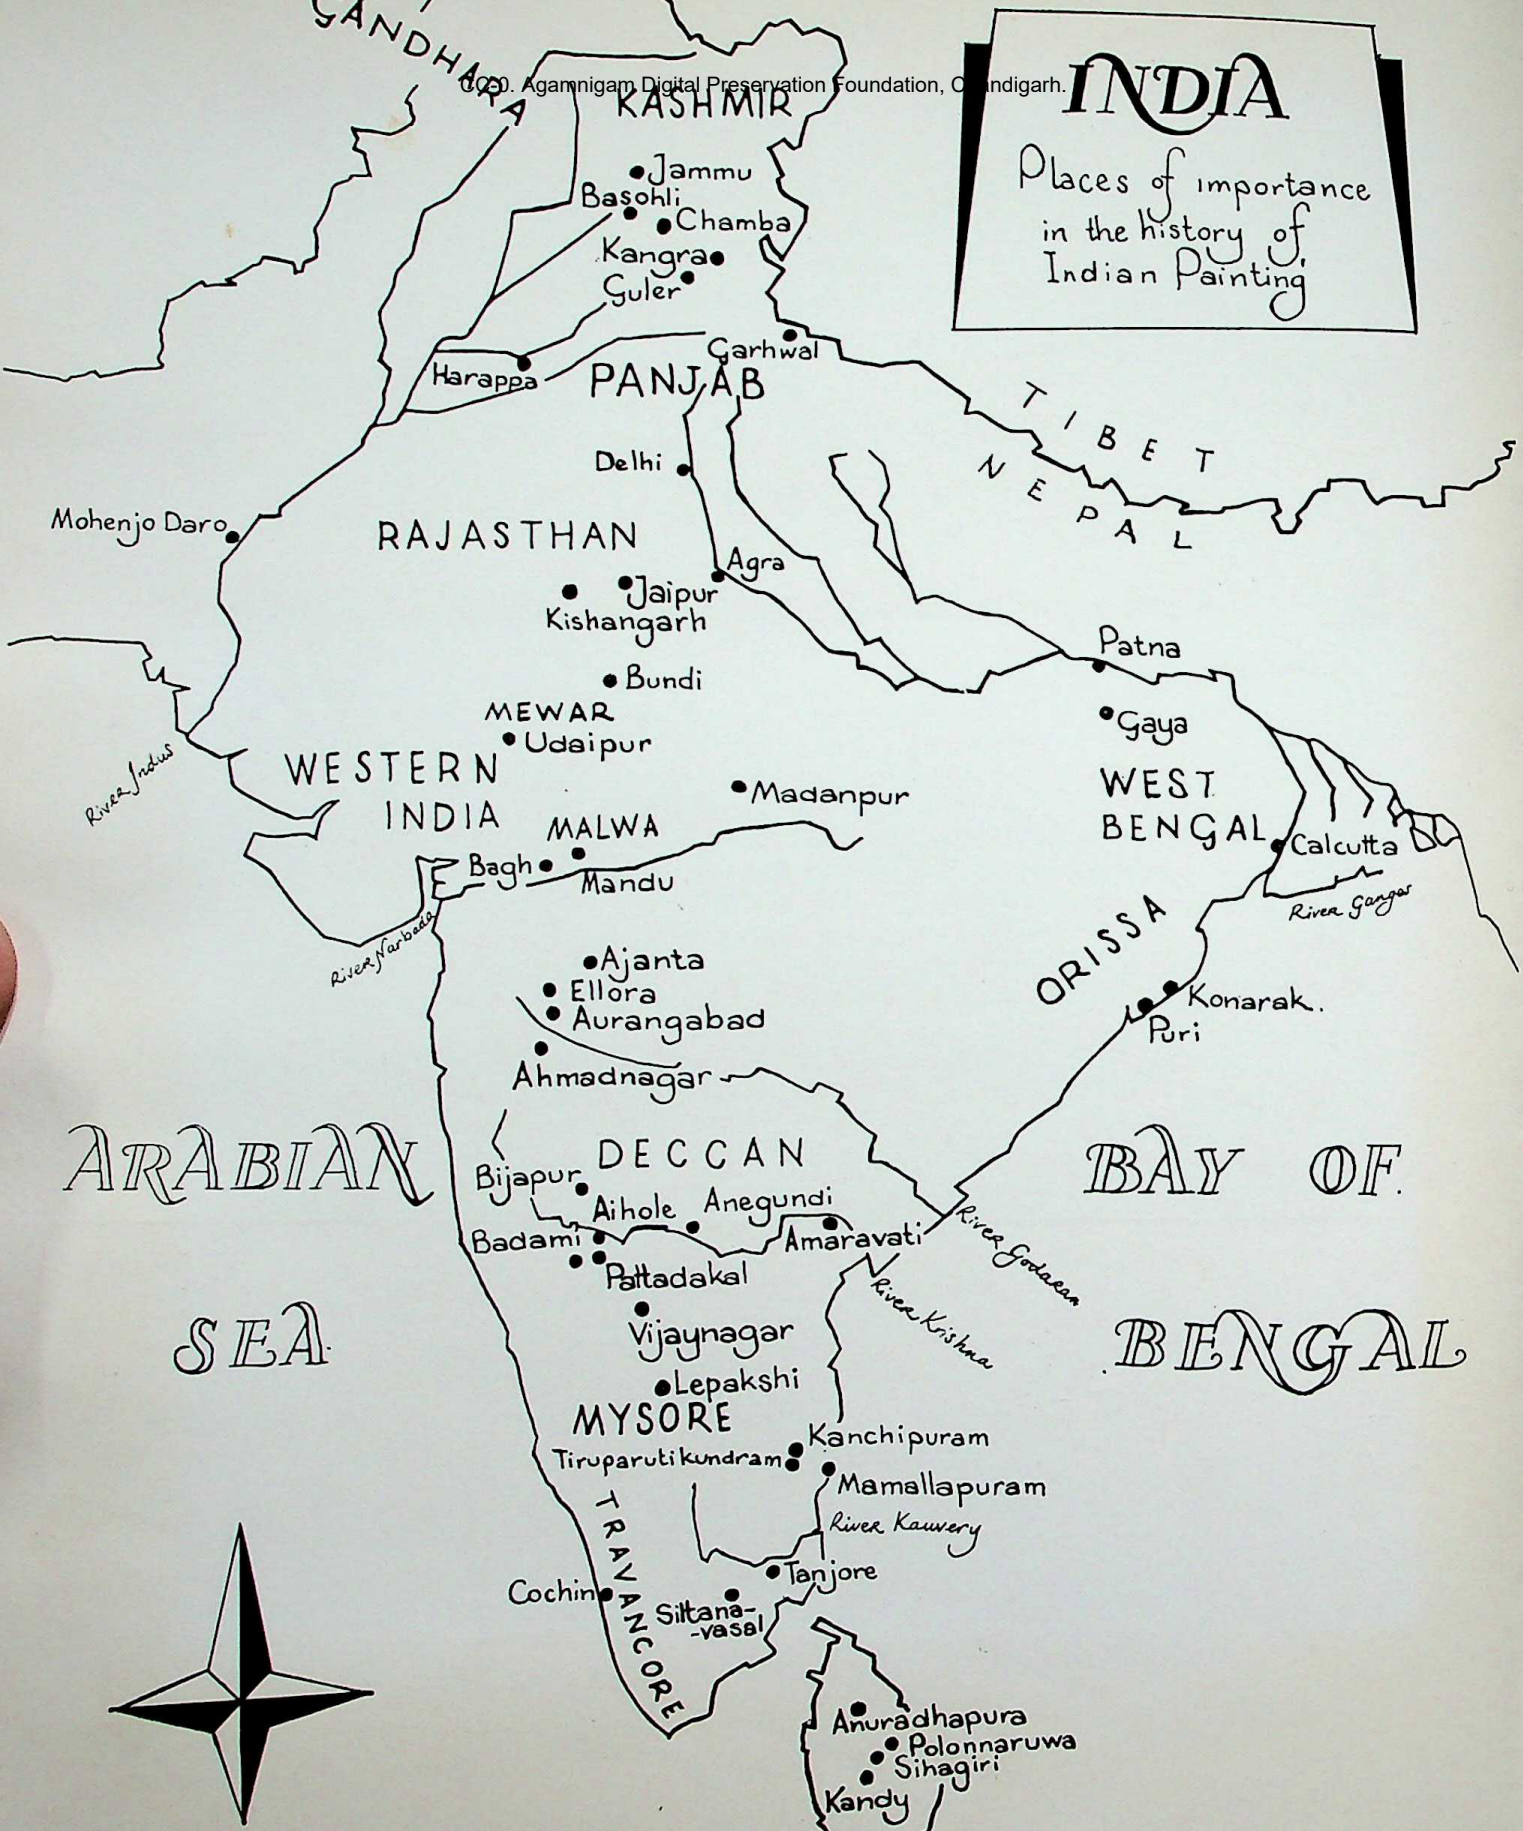 GANDHARA
CC-0. Agamnigam Digital Preservation Foundation, Chandigarh.
KASHMIR
INDIA
Places of importance
in the history of
Indian Painting
Jammu
Basohli
Chamba
Kangra
Guler
Garhwal
Harappa
PANJAB
TIBET
NEPAL
Delhi
Mohenjo Daro
RAJASTHAN
Agra
Jaipur
Kishangarh
Patna
Bundi
MEWAR
Udaipur
Gaya
River Indus
WESTERN
INDIA
Madanpur
WEST
BENGAL
MALWA
Calcutta
Bagh
Mandu
River Ganga
River Narbada
ORISSA
Ajanta
Ellora
Aurangabad
Konarak.
Puri
Ahmadnagar
ARABIAN
SEA
DECCAN
BAY OF
BENGAL
Bijapur
Aihole
Anegundi
Badami
Amaravati
River Godavari
Pattadakal
River Krishna
Vijaynagar
Lepakshi
MYSORE
Kanchipuram
Tiruparutikundram
Mamallapuram
River Kauvery
TRAVANCORE
Tanjore
Cochin
Sittana-
-vasal
Anuradhapura
Polonnaruwa
Sihagiri
Kandy